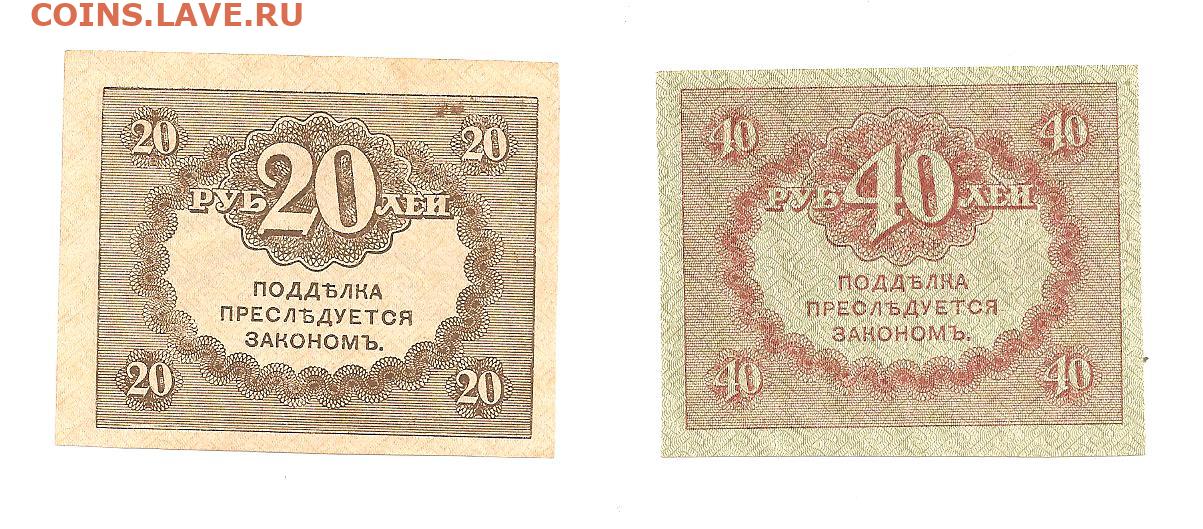 COINS.LAVE.RU
20 20
РУБ 20 ЛЕЙ
ПОДДѢЛКА
ПРЕСЛѢДУЕТСЯ
ЗАКОНОМЪ.
20 20
40 40
РУБ 40 ЛЕЙ
ПОДДѢЛКА
ПРЕСЛѢДУЕТСЯ
ЗАКОНОМЪ.
40 40